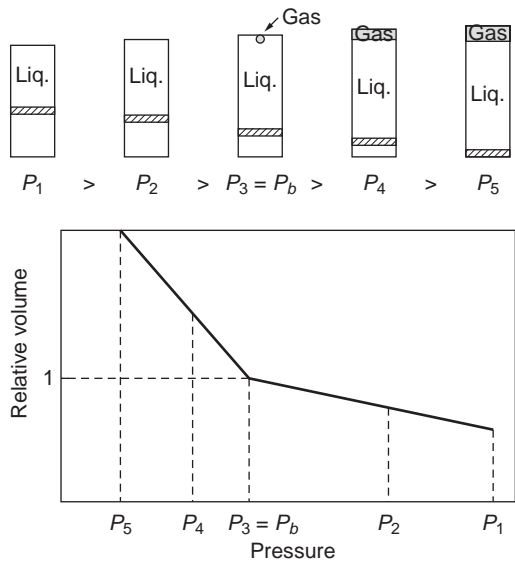 Gas
Gas Gas
Liq. Liq. Liq. Liq. Liq.
P1 > P2 > P3 = Pb > P4 > P5
Relative volume
1
P5 P4 P3 = Pb P2 P1
Pressure